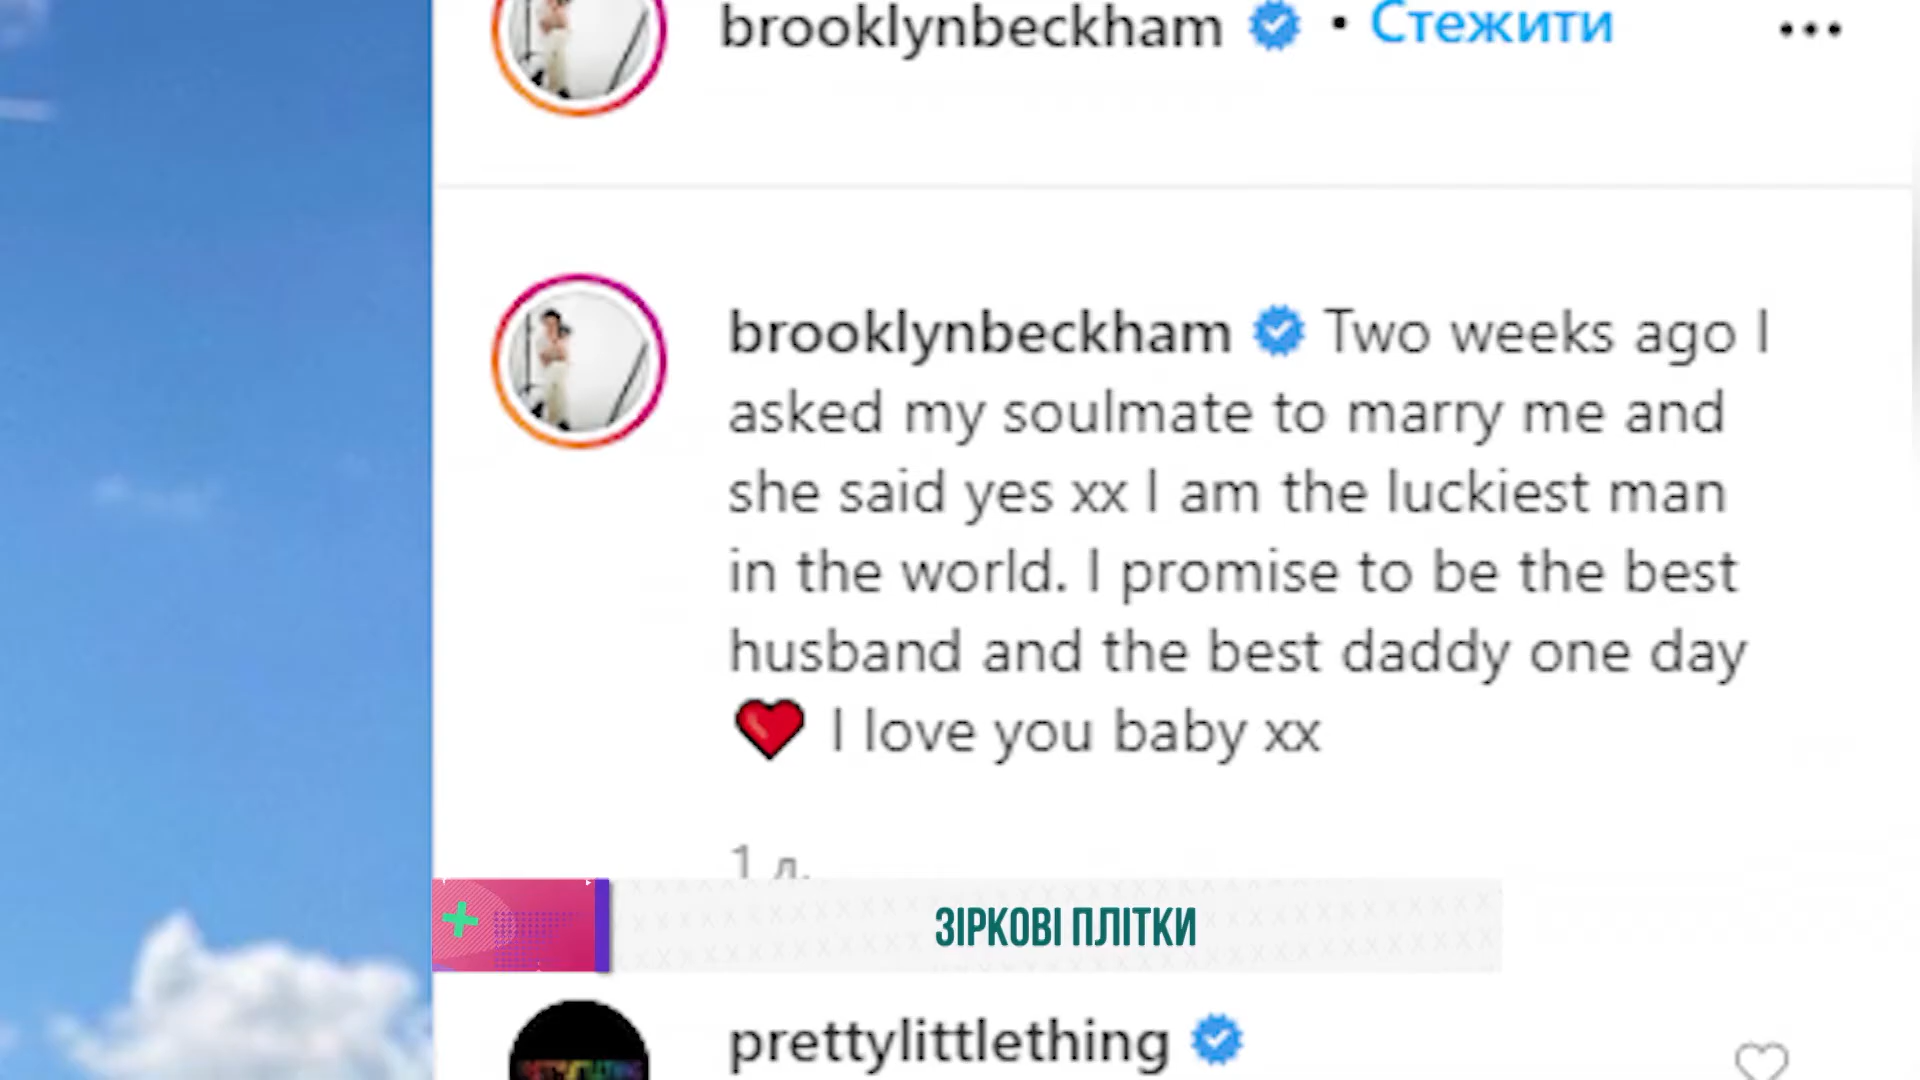 brooklynbeckham • Стежити
brooklynbeckham Two weeks ago I
asked my soulmate to marry me and
she said yes xx I am the luckiest man
in the world. I promise to be the best
husband and the best daddy one day
❤️ I love you baby xx
1 д.
ЗІРКОВІ ПЛІТКИ
prettylittlething